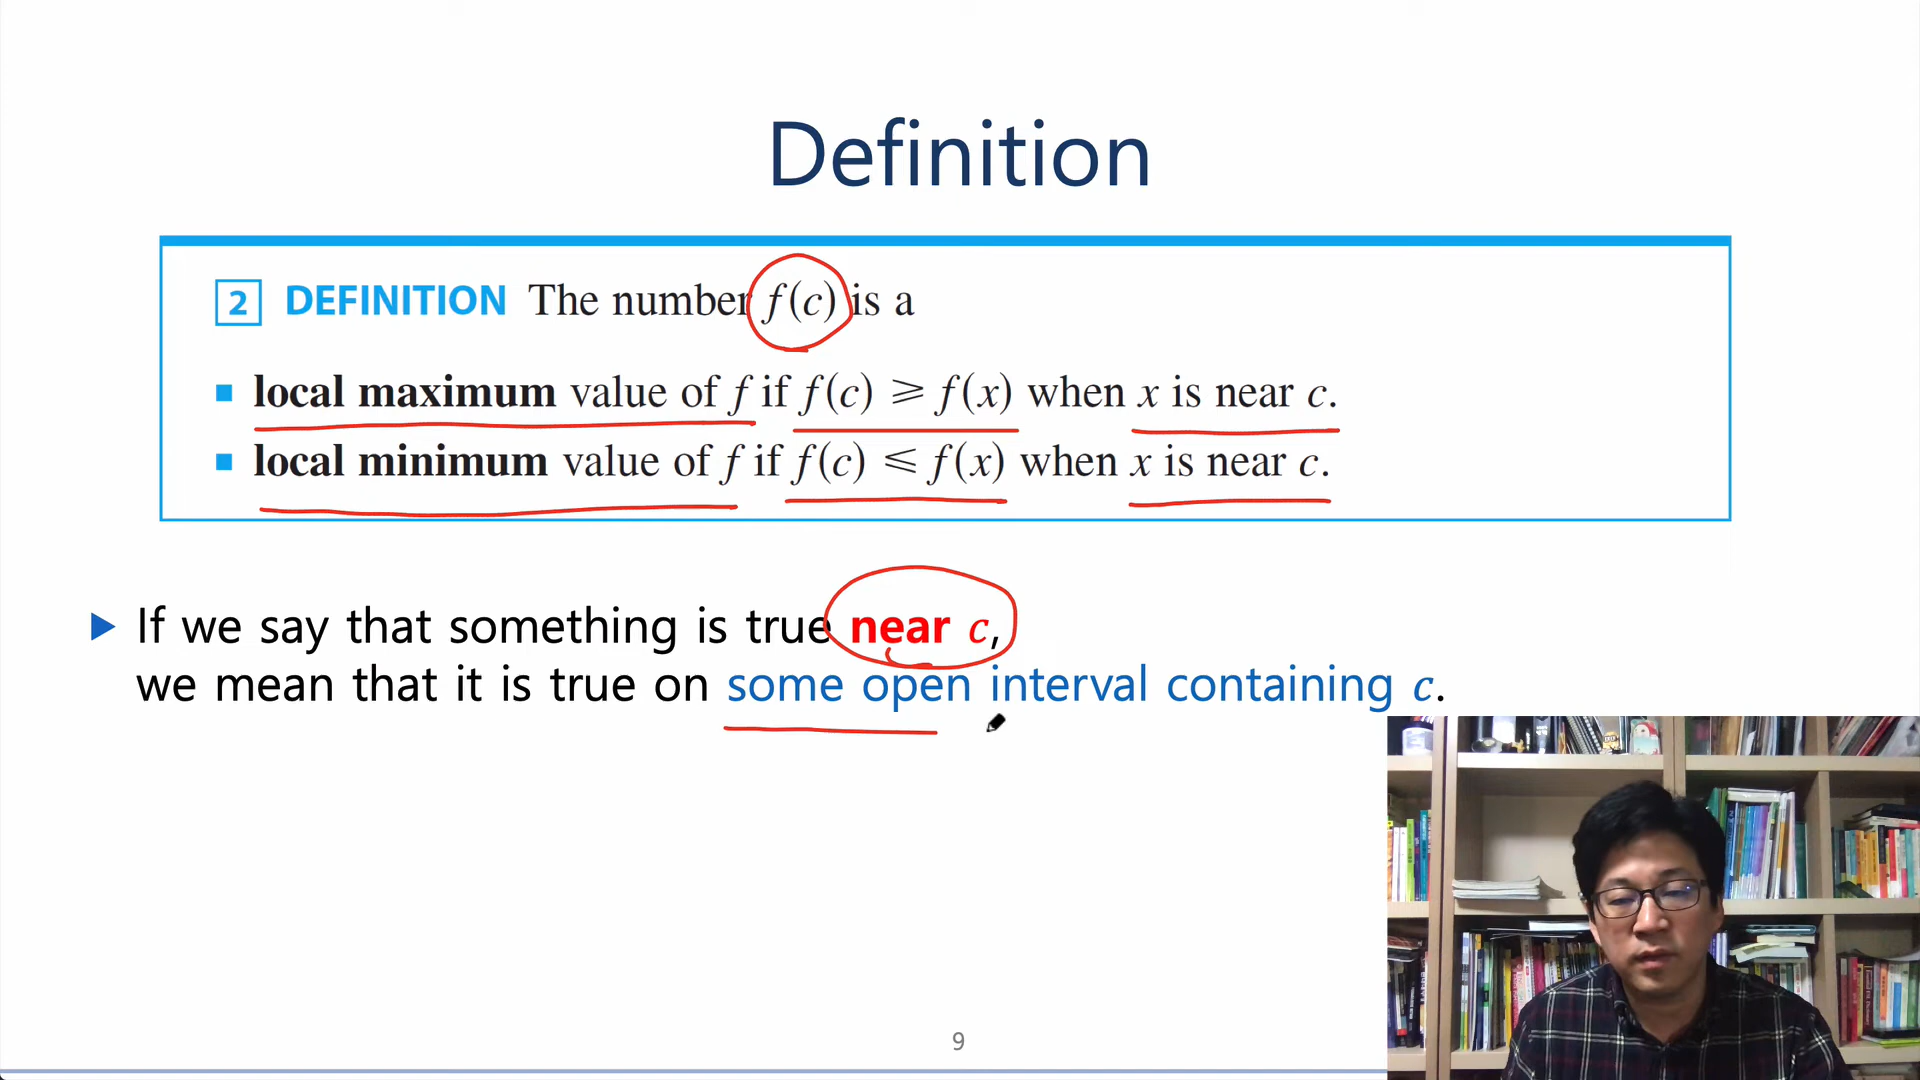 Definition
2 DEFINITION The number f(c) is a
■ local maximum value of f if f(c) ⩾ f(x) when x is near c.
■ local minimum value of f if f(c) ⩽ f(x) when x is near c.
▶ If we say that something is true near c,
we mean that it is true on some open interval containing c.
9